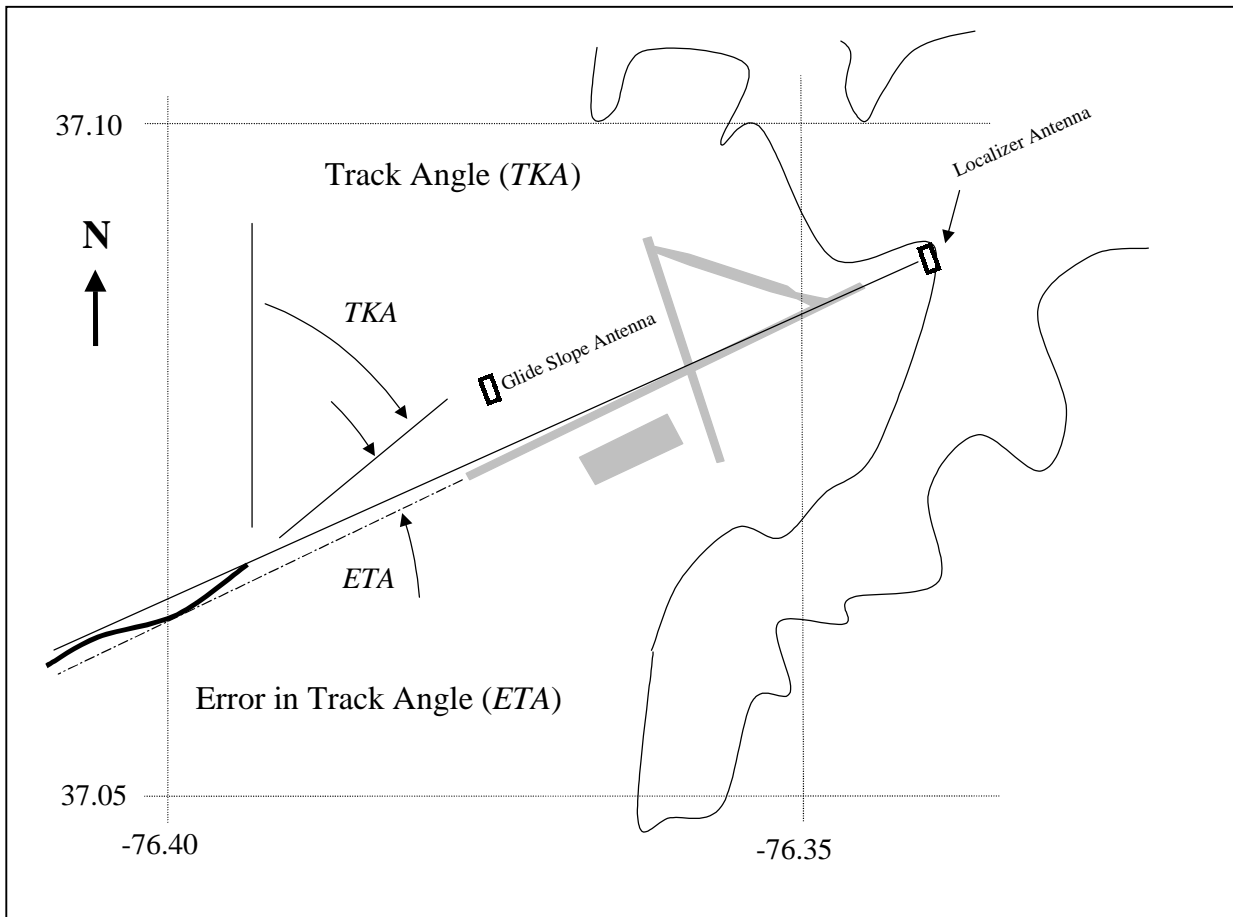 37.10
Localizer Antenna
Track Angle (TKA)
N
TKA
Glide Slope Antenna
ETA
Error in Track Angle (ETA)
37.05
-76.40
-76.35